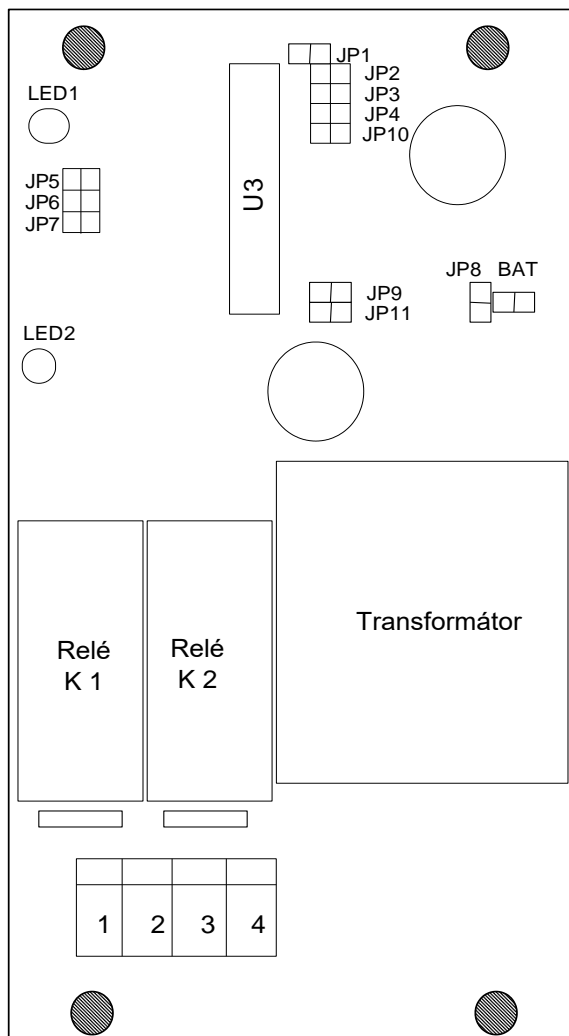 JP1
JP2
JP3
JP4
JP10
LED1
U3
JP5
JP6
JP7
JP8 BAT
JP9
JP11
LED2
Transformátor
Relé
K 1
Relé
K 2
1 2 3 4